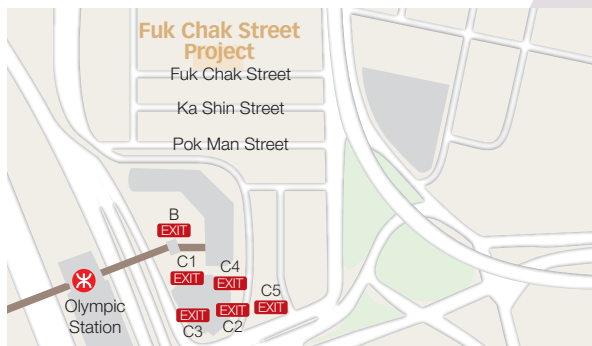 Fuk Chak Street
Project
Fuk Chak Street
Ka Shin Street
Pok Man Street
B
EXIT
C1
EXIT
C4
EXIT
C5
EXIT
EXIT
C2
EXIT
C3
Olympic
Station